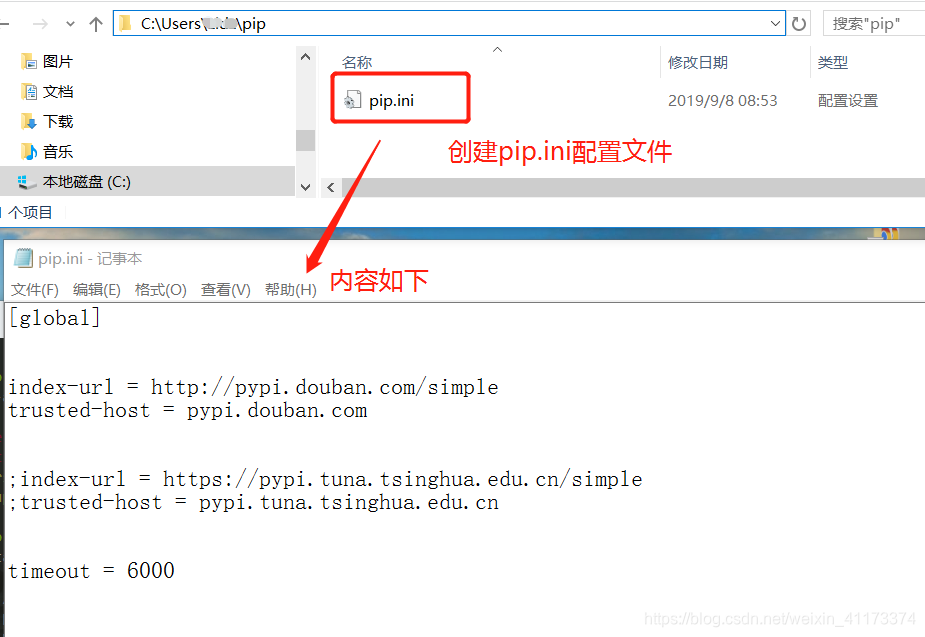 C:\Users\ \pip
搜索"pip"
图片
文档
下载
音乐
本地磁盘 (C:)
名称
修改日期
类型
pip.ini
2019/9/8 08:53
配置设置
创建pip.ini配置文件
个项目
pip.ini - 记事本
文件(F) 编辑(E) 格式(O) 查看(V) 帮助(H)
内容如下
[global]
index-url = http://pypi.douban.com/simple
trusted-host = pypi.douban.com
;index-url = https://pypi.tuna.tsinghua.edu.cn/simple
;trusted-host = pypi.tuna.tsinghua.edu.cn
timeout = 6000
https://blog.csdn.net/weixin_41173374